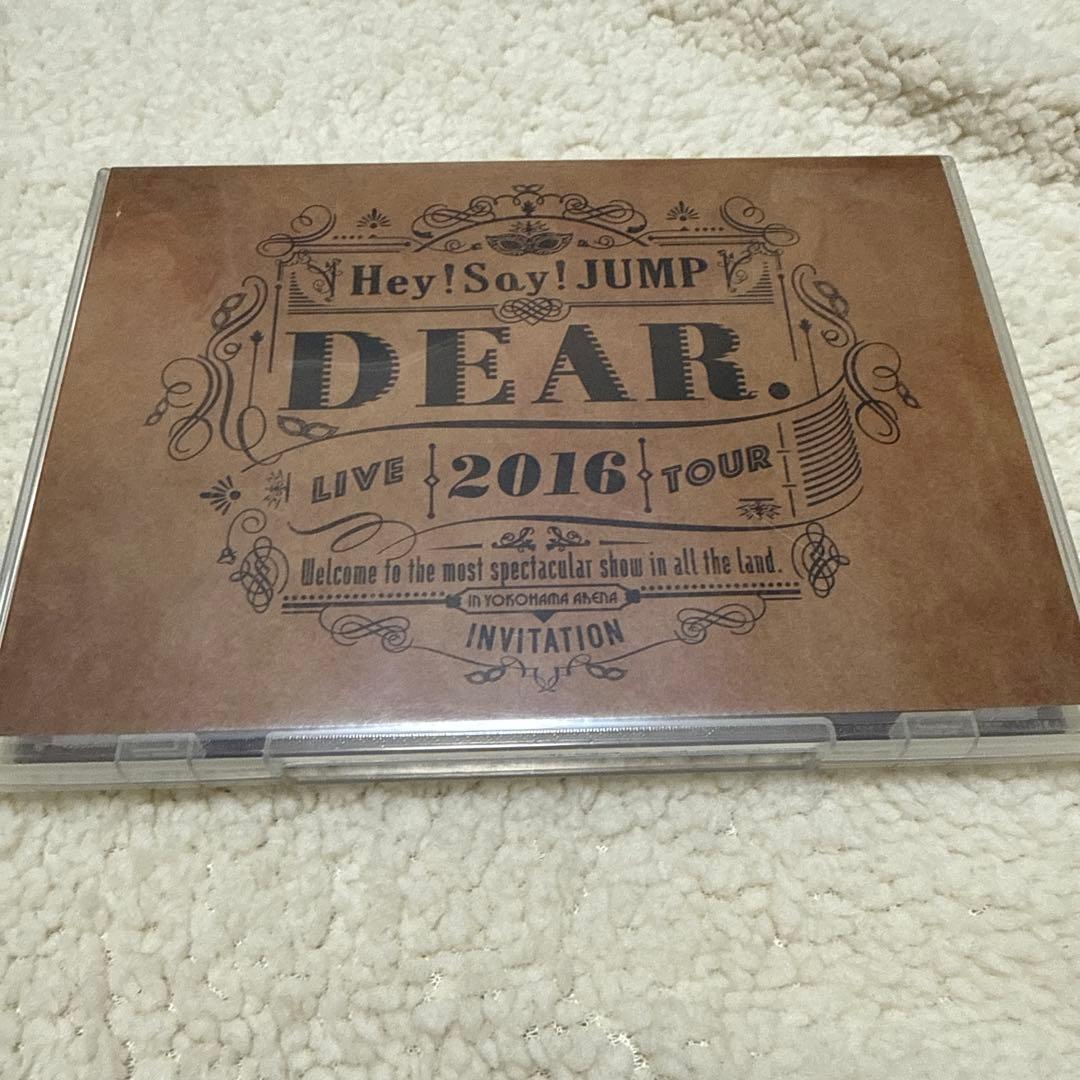 Hey!Say!JUMP
DEAR.
LIVE 2016 TOUR
Welcome to the most spectacular show in all the land.
IN YOKOHAMA ARENA
INVITATION